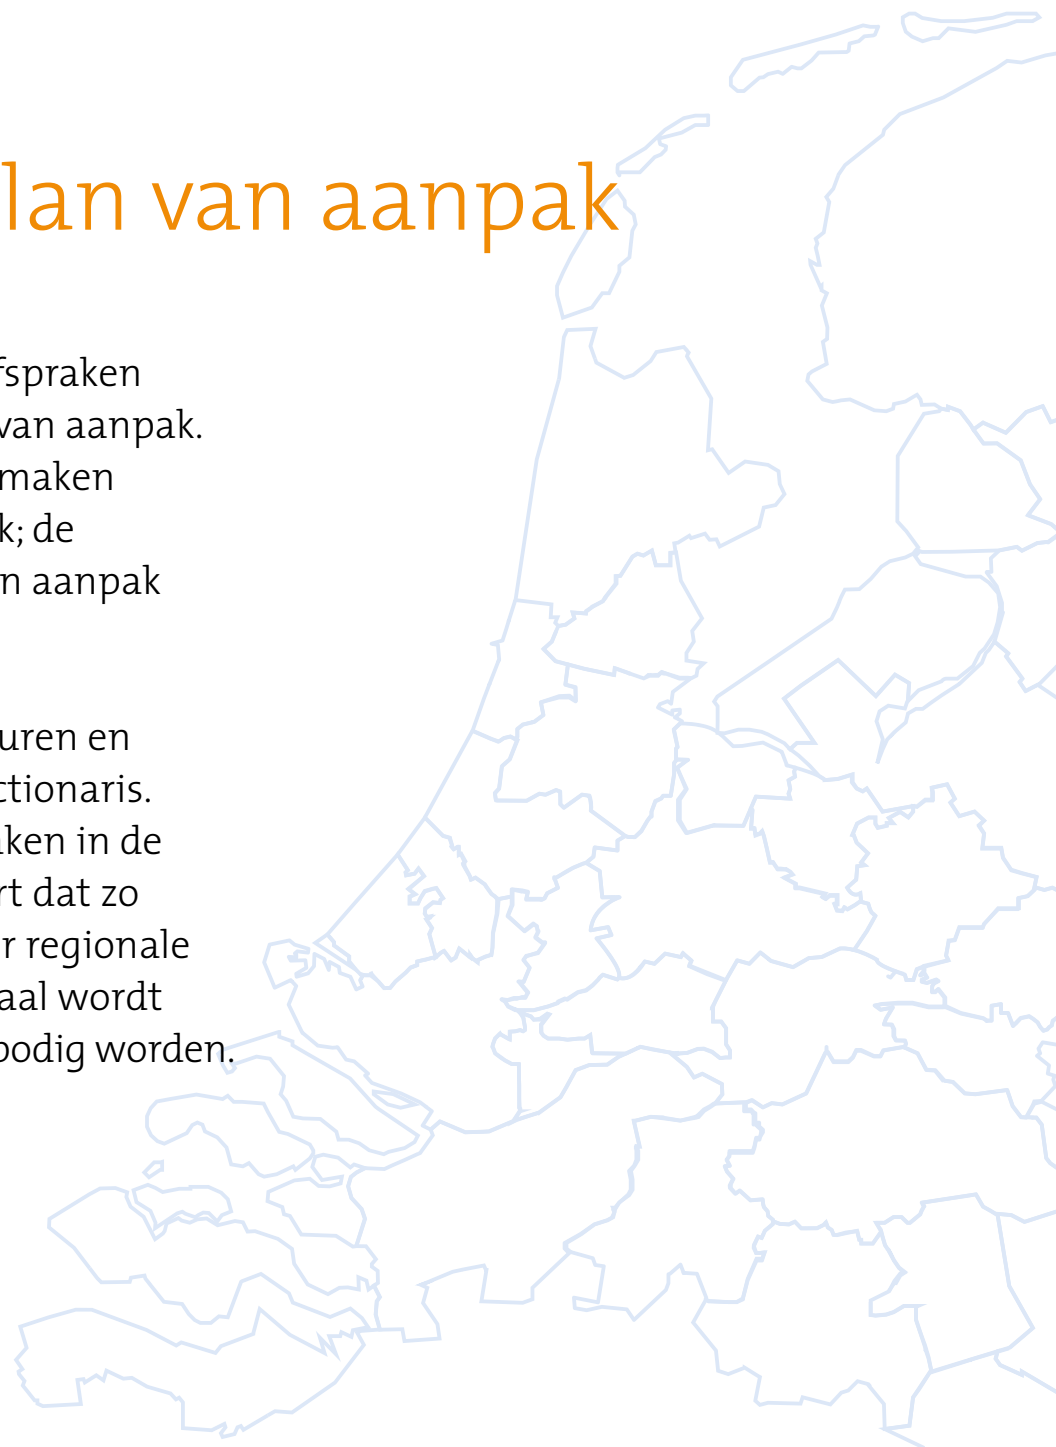 lan van aanpak
fspraken
van aanpak.
maken
k; de
n aanpak
uren en
ctionaris.
ken in de
rt dat zo
r regionale
aal wordt
odig worden.